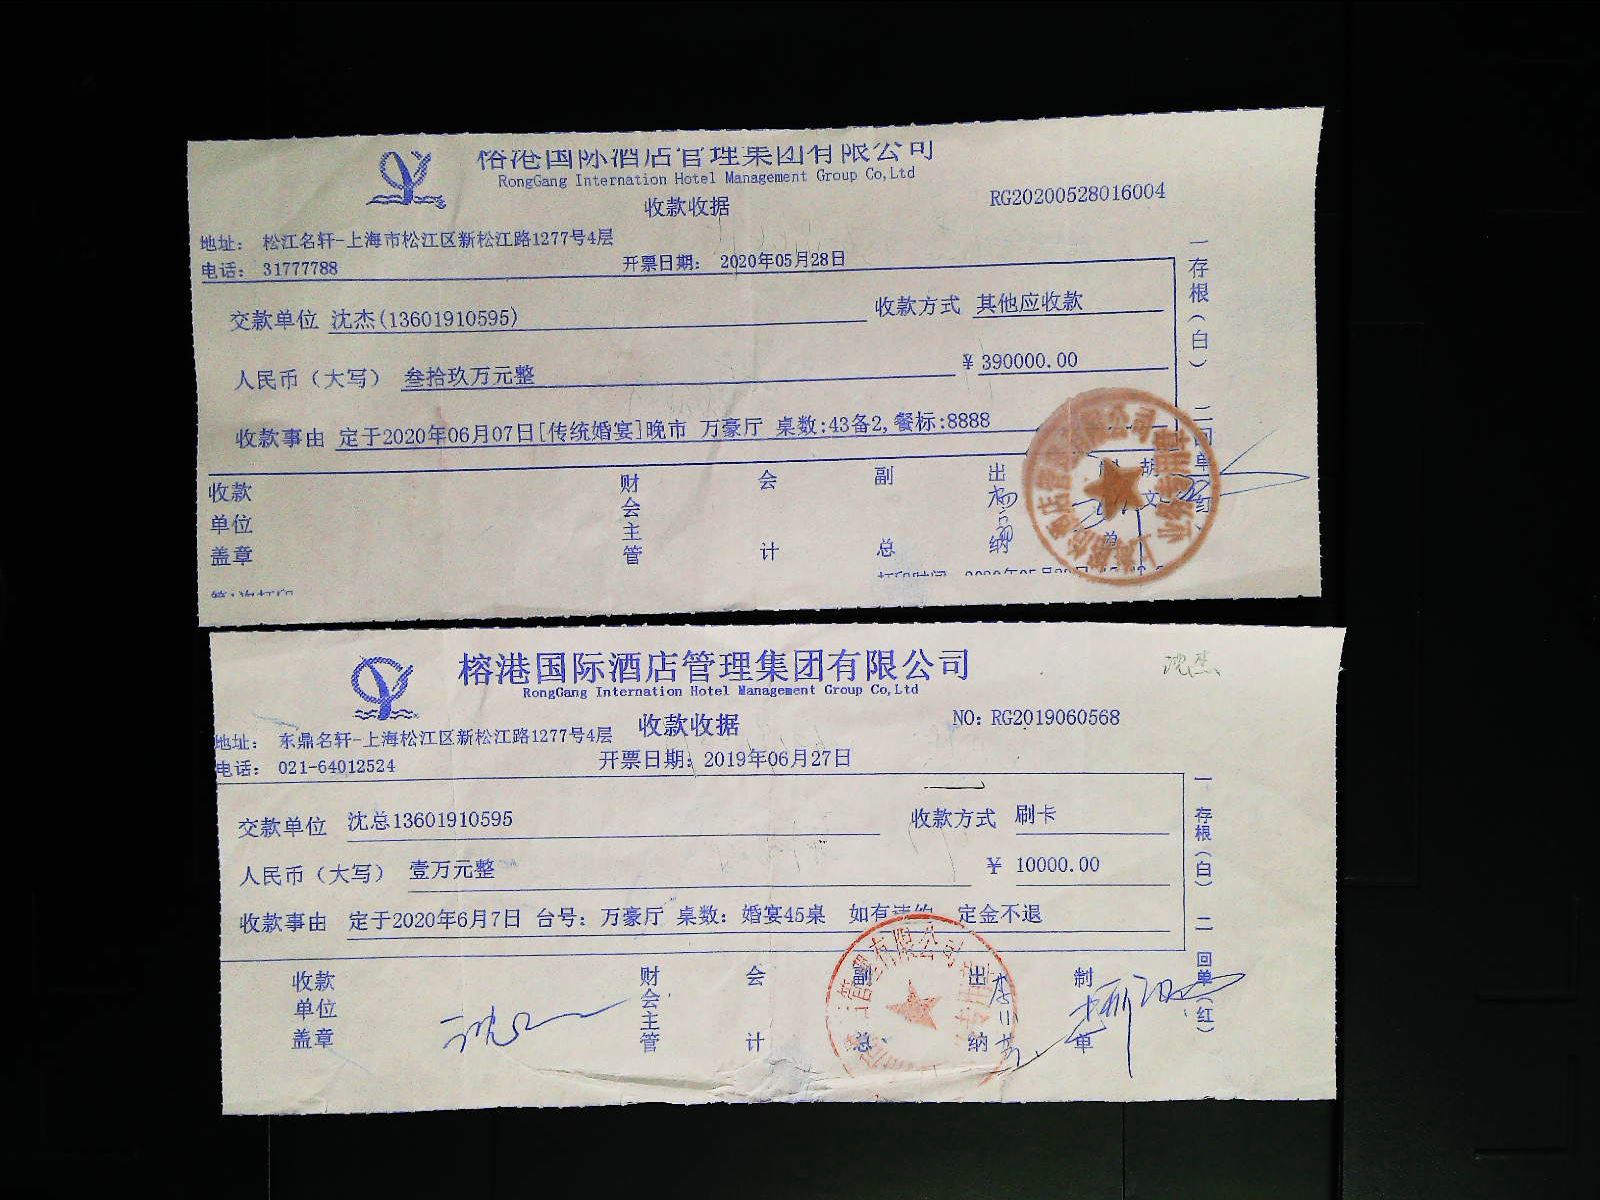 榕港国际酒店管理集团有限公司
RongGang Internation Hotel Management Group Co,Ltd
收款收据
RG20200528016004
地址： 松江名轩-上海市松江区新松江路1277号4层
电话： 31777788
开票日期： 2020年05月28日
交款单位 沈杰(13601910595)
收款方式 其他应收款
人民币（大写） 叁拾玖万元整
￥390000.00
收款事由 定于2020年06月07日[传统婚宴]晚市 万豪厅 桌数:43备2,餐标:8888
收款单位盖章
财会主管
会计
副总
出纳
一存根（白）
二回单（红）
业务专用章
榕港国际酒店管理集团有限公司
RongGang Internation Hotel Management Group Co,Ltd
沈杰
收款收据
NO: RG2019060568
地址： 东鼎名轩-上海松江区新松江路1277号4层
电话： 021-64012524
开票日期：2019年06月27日
交款单位 沈总13601910595
收款方式 刷卡
人民币（大写） 壹万元整
￥ 10000.00
收款事由 定于2020年6月7日 台号: 万豪厅 桌数: 婚宴45桌 如有违约 定金不退
收款单位盖章
财会主管
会计
副总
出纳
制单
一存根（白）
二回单（红）